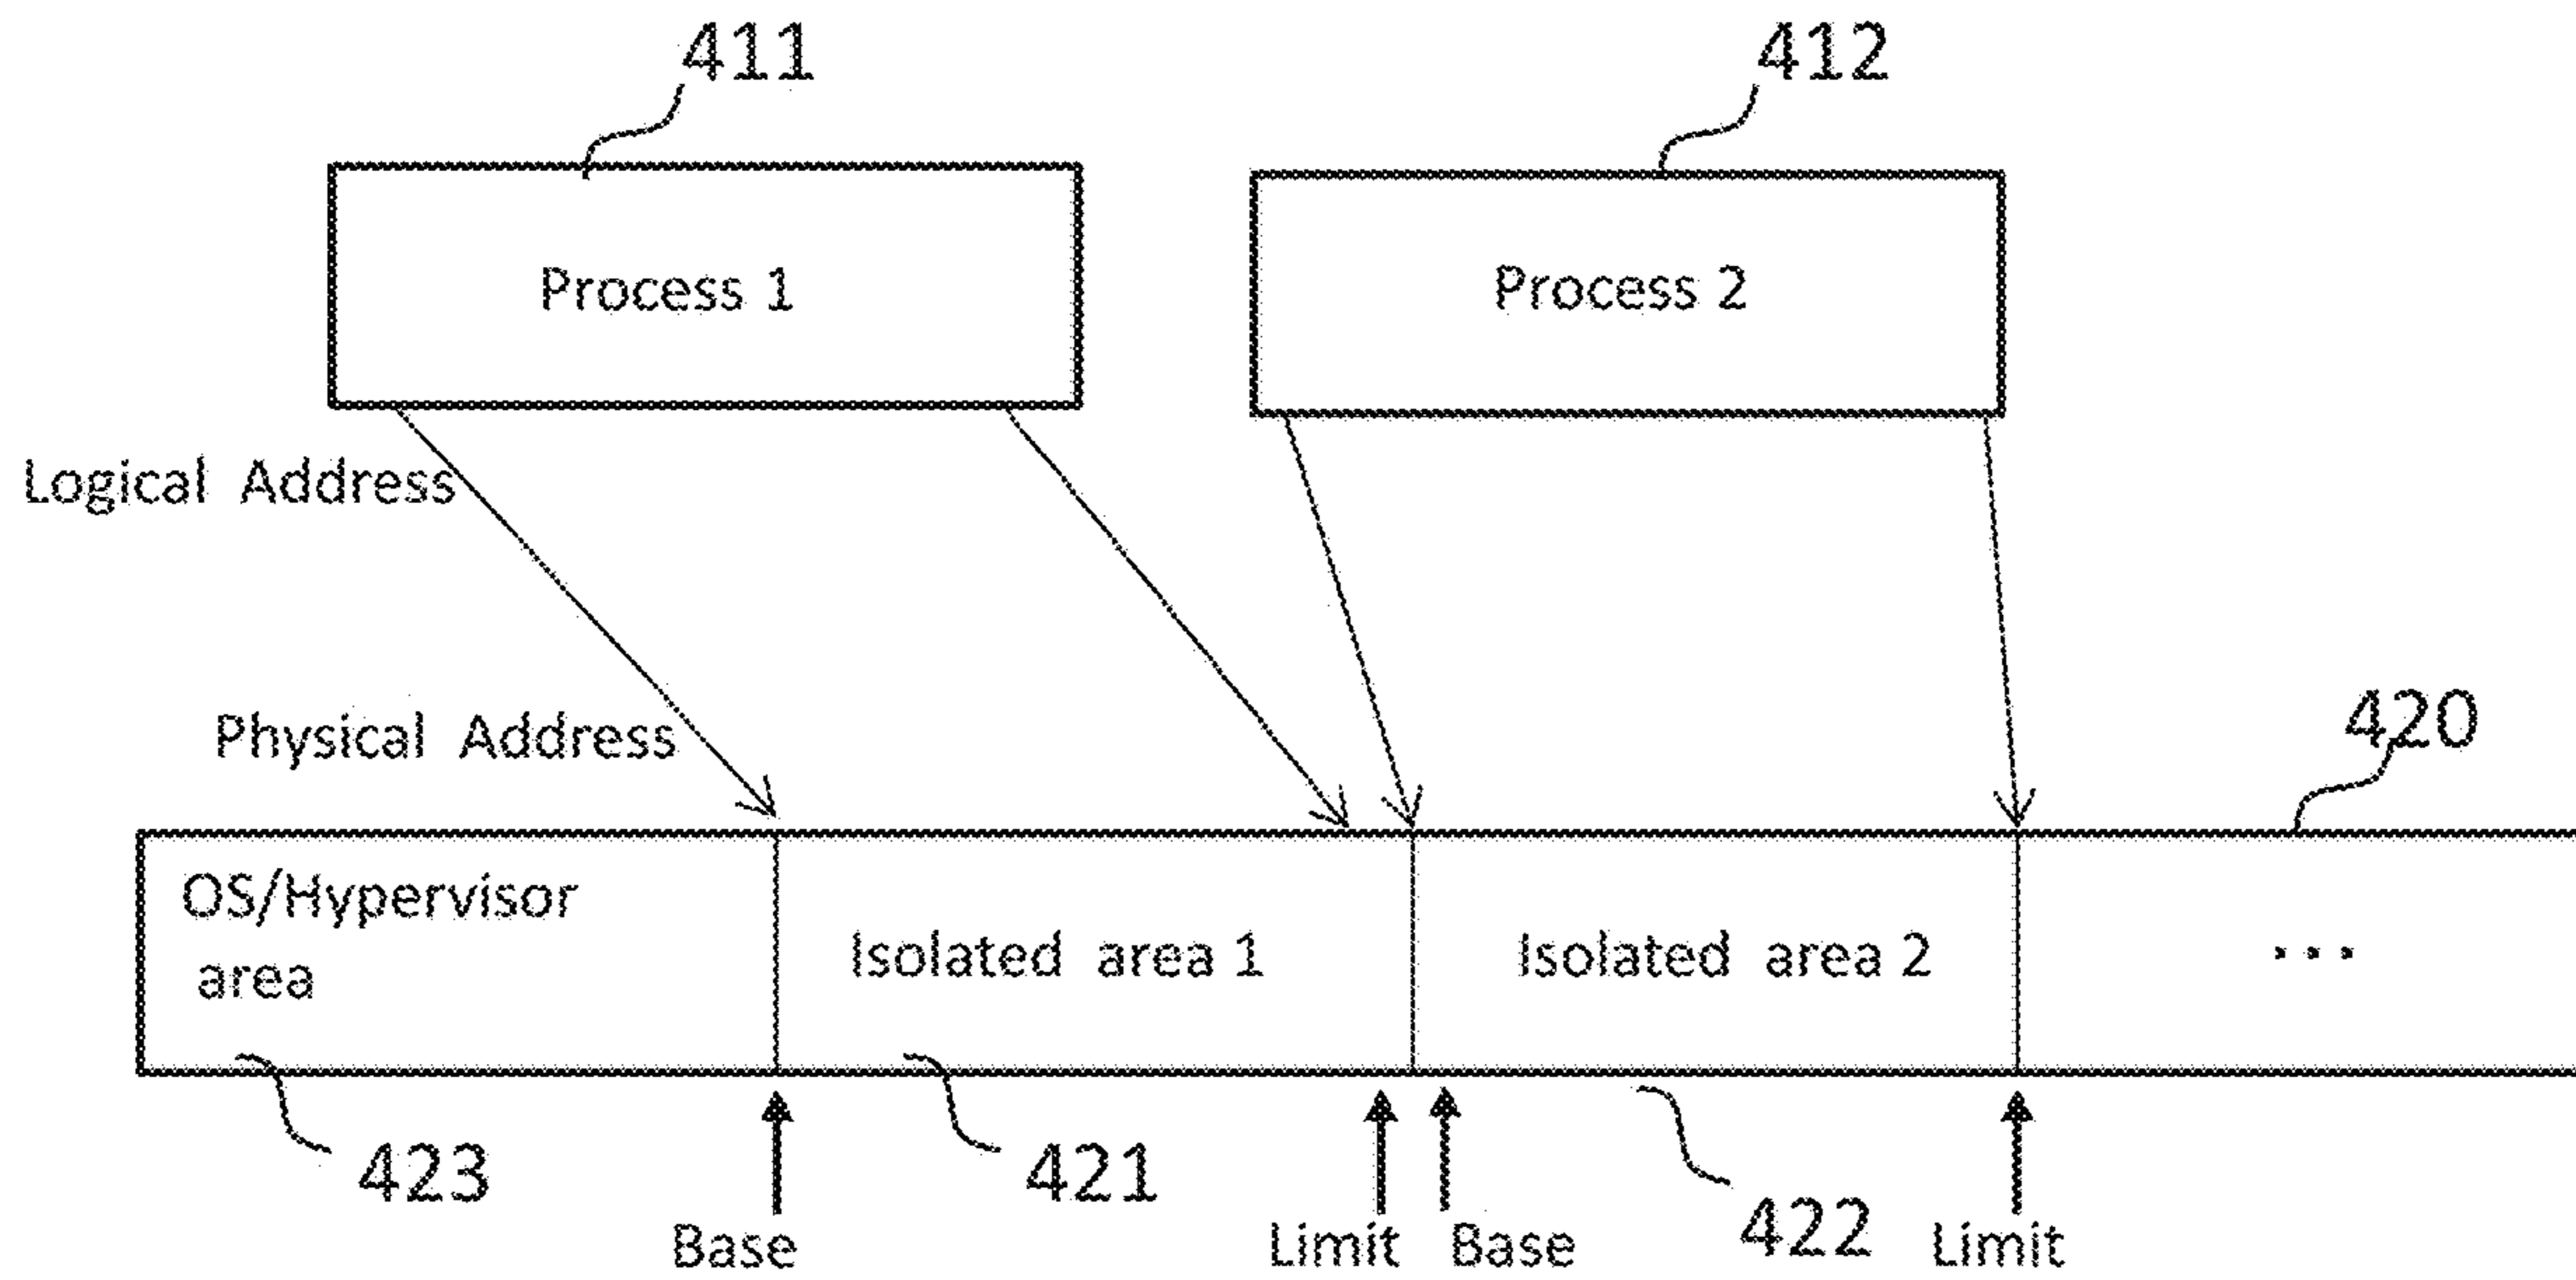 411
412
Process 1
Process 2
Logical Address
Physical Address
420
OS/Hypervisor
area
Isolated area 1
Isolated area 2
...
423
421
422
Base
Limit
Base
Limit